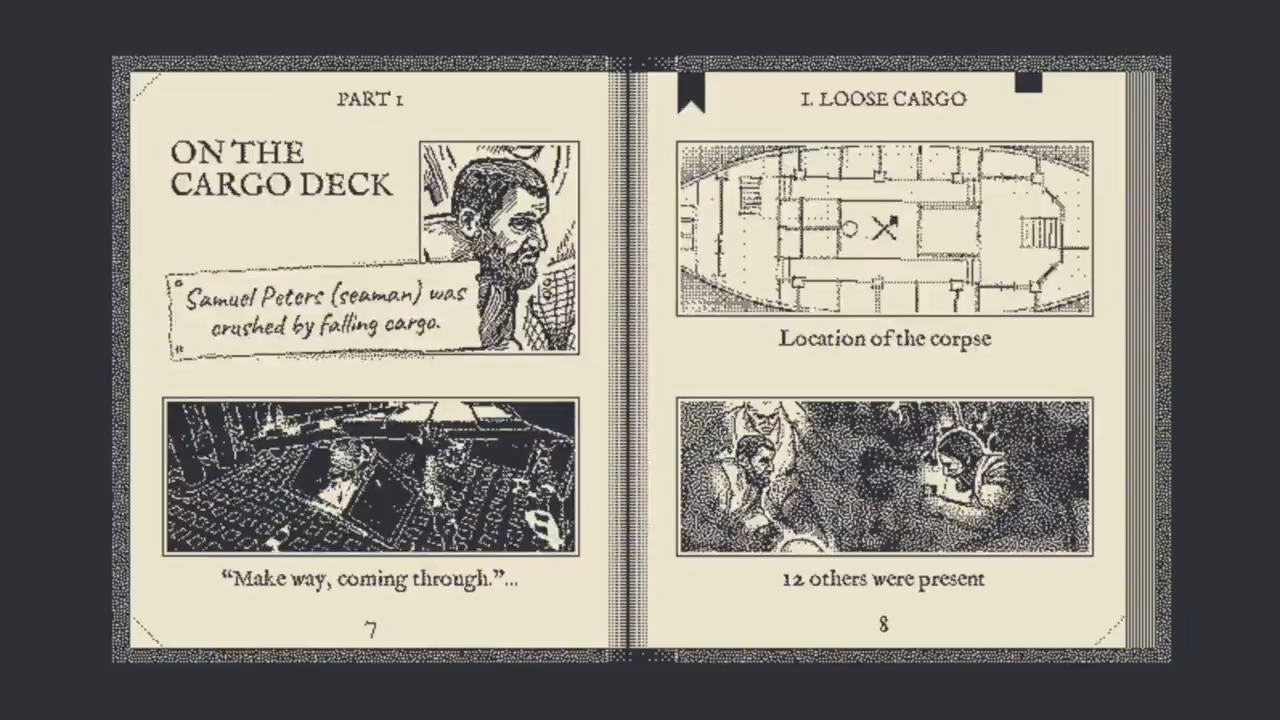 PART 1
ON THE
CARGO DECK
Samuel Peters (seaman) was
crushed by falling cargo.
“Make way, coming through.”...
7
I. LOOSE CARGO
Location of the corpse
12 others were present
8